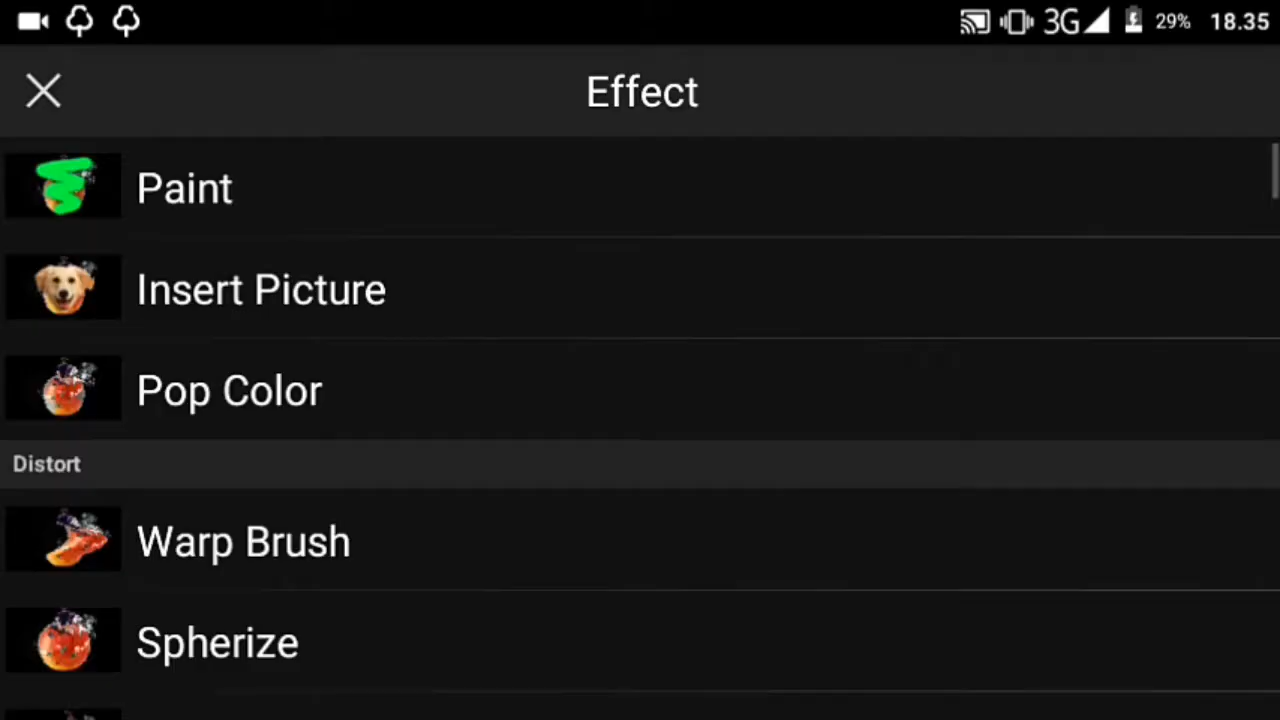 3G 29% 18.35
Effect
Paint
Insert Picture
Pop Color
Distort
Warp Brush
Spherize